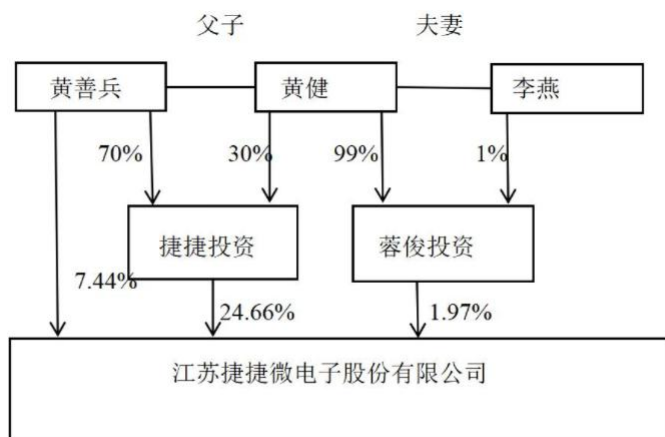 父子 夫妻
黄善兵 黄健 李燕
70% 30% 99% 1%
捷捷投资 蓉俊投资
7.44%
24.66% 1.97%
江苏捷捷微电子股份有限公司